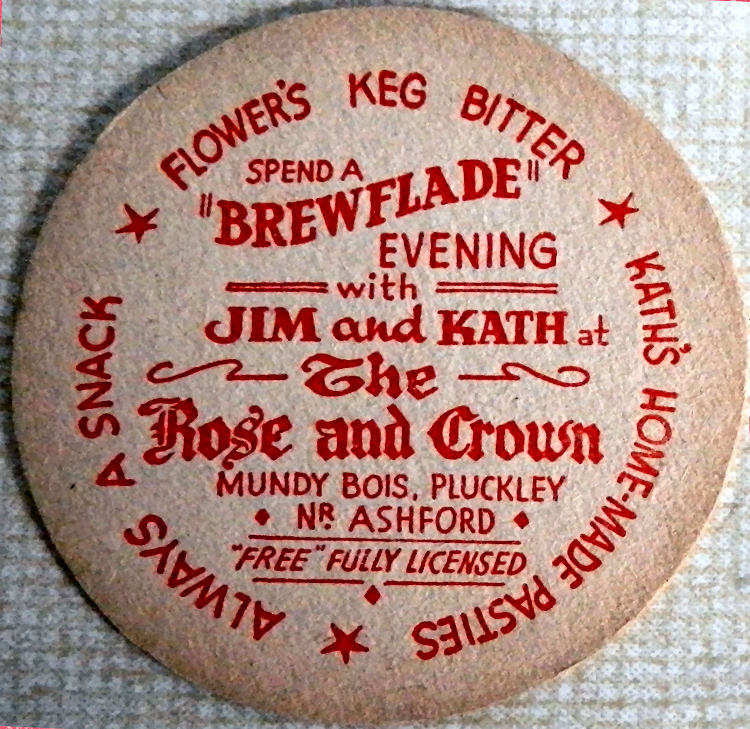 FLOWER'S KEG BITTER
SPEND A
"BREWFLADE"
EVENING
with
JIM and KATH at
The
Rose and Crown
MUNDY BOIS, PLUCKLEY
NR ASHFORD
"FREE" FULLY LICENSED
KATH'S HOME-MADE PASTIES
ALWAYS A SNACK